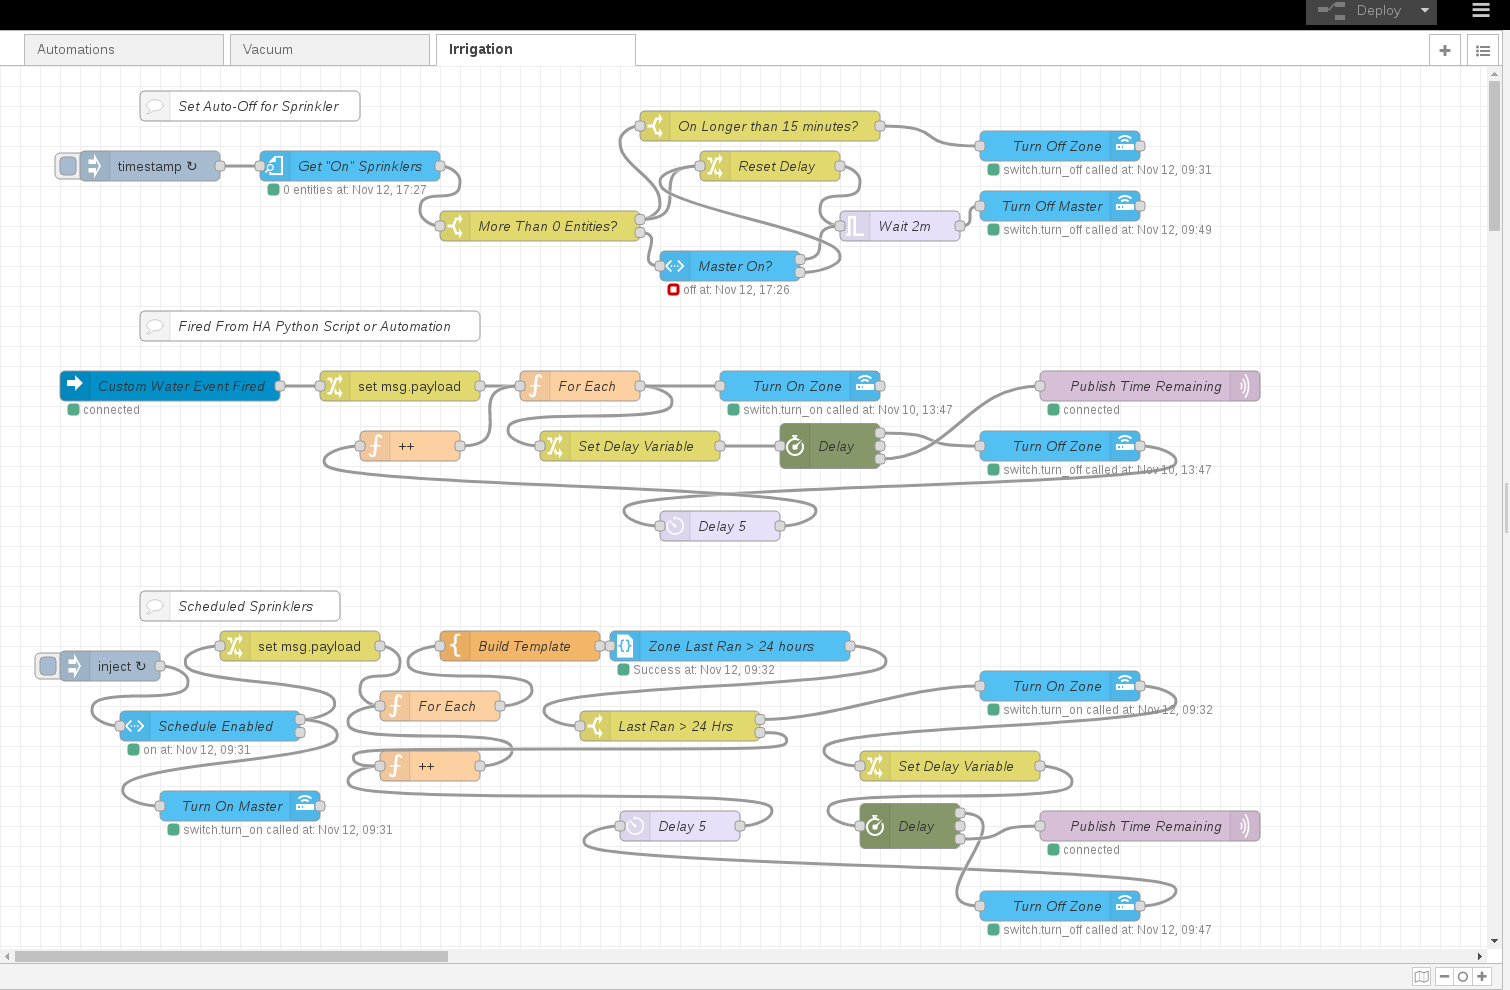 Deploy
Automations
Vacuum
Irrigation
Set Auto-Off for Sprinkler
On Longer than 15 minutes?
Turn Off Zone
switch.turn_off called at: Nov 12, 09:31
timestamp ↻
Get "On" Sprinklers
0 entities at: Nov 12, 17:27
Reset Delay
More Than 0 Entities?
Wait 2m
Turn Off Master
switch.turn_off called at: Nov 12, 09:49
Master On?
off at: Nov 12, 17:26
Fired From HA Python Script or Automation
Custom Water Event Fired
connected
set msg.payload
For Each
Turn On Zone
switch.turn_on called at: Nov 10, 13:47
Publish Time Remaining
connected
++
Set Delay Variable
Delay
Turn Off Zone
switch.turn_off called at: Nov 10, 13:47
Delay 5
Scheduled Sprinklers
inject ↻
set msg.payload
Build Template
Zone Last Ran > 24 hours
Success at: Nov 12, 09:32
For Each
Turn On Zone
switch.turn_on called at: Nov 12, 09:32
Schedule Enabled
on at: Nov 12, 09:31
Last Ran > 24 Hrs
++
Set Delay Variable
Turn On Master
switch.turn_on called at: Nov 12, 09:31
Delay 5
Delay
Publish Time Remaining
connected
Turn Off Zone
switch.turn_off called at: Nov 12, 09:47